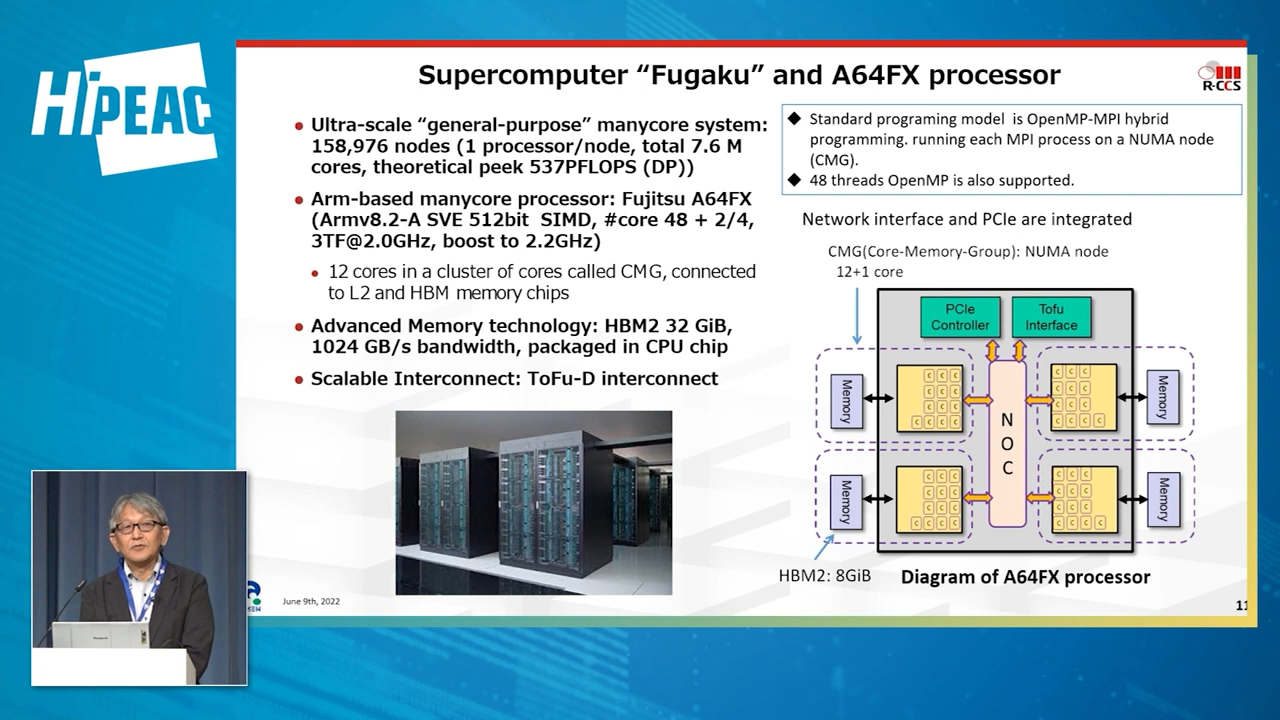 HiPEAC
Supercomputer “Fugaku” and A64FX processor
R-CCS
• Ultra-scale “general-purpose” manycore system:
158,976 nodes (1 processor/node, total 7.6 M
cores, theoretical peek 537PFLOPS (DP))
• Arm-based manycore processor: Fujitsu A64FX
(Armv8.2-A SVE 512bit SIMD, #core 48 + 2/4,
3TF@2.0GHz, boost to 2.2GHz)
• 12 cores in a cluster of cores called CMG, connected
to L2 and HBM memory chips
• Advanced Memory technology: HBM2 32 GiB,
1024 GB/s bandwidth, packaged in CPU chip
• Scalable Interconnect: ToFu-D interconnect
◆ Standard programing model is OpenMP-MPI hybrid
programming. running each MPI process on a NUMA node
(CMG).
◆ 48 threads OpenMP is also supported.
Network interface and PCIe are integrated
CMG(Core-Memory-Group): NUMA node
12+1 core
PCIe
Controller
Tofu
Interface
Memory
C C C
C C C
C C C
C C C C
N
O
C
C C C
C C C
C C C
C C C C
Memory
Memory
C C C
C C C
C C C
C C C C
C C C
C C C
C C C
C C C C
Memory
HBM2: 8GiB
Diagram of A64FX processor
June 9th, 2022
11